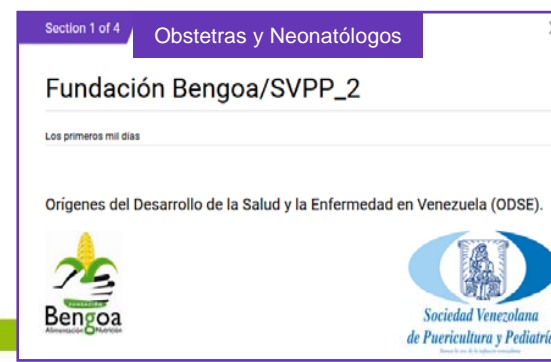 Section 1 of 4
Obstetras y Neonatólogos
Fundación Bengoa/SVPP_2
Los primeros mil días
Orígenes del Desarrollo de la Salud y la Enfermedad en Venezuela (ODSE).
FUNDACIÓN
Bengoa
Alimentación Nutrición
Sociedad Venezolana
de Puericultura y Pediatría